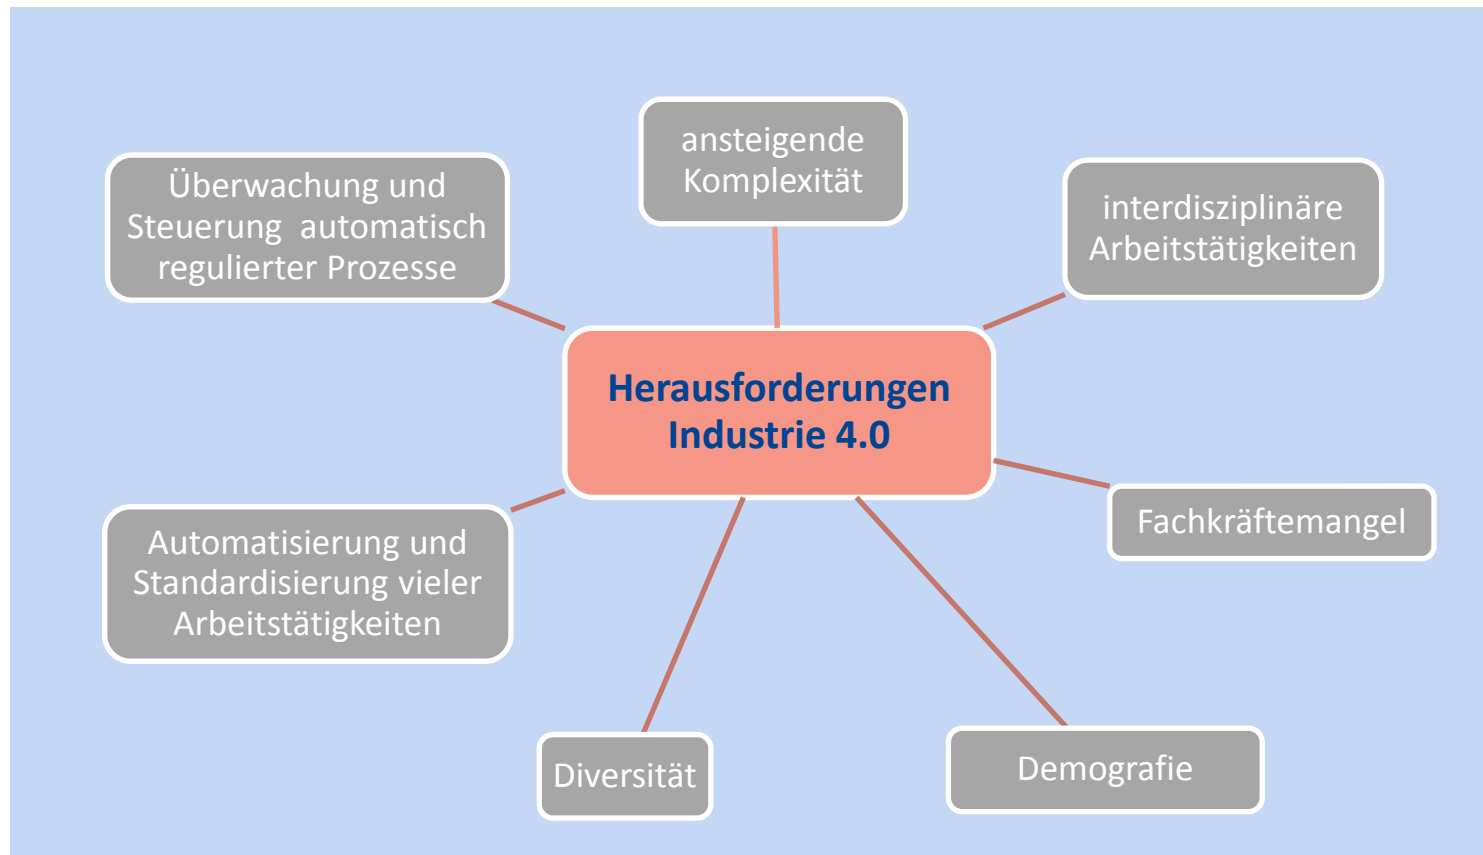 ansteigende
Komplexität
Überwachung und
Steuerung automatisch
regulierter Prozesse
interdisziplinäre
Arbeitstätigkeiten
Herausforderungen
Industrie 4.0
Fachkräftemangel
Automatisierung und
Standardisierung vieler
Arbeitstätigkeiten
Diversität
Demografie